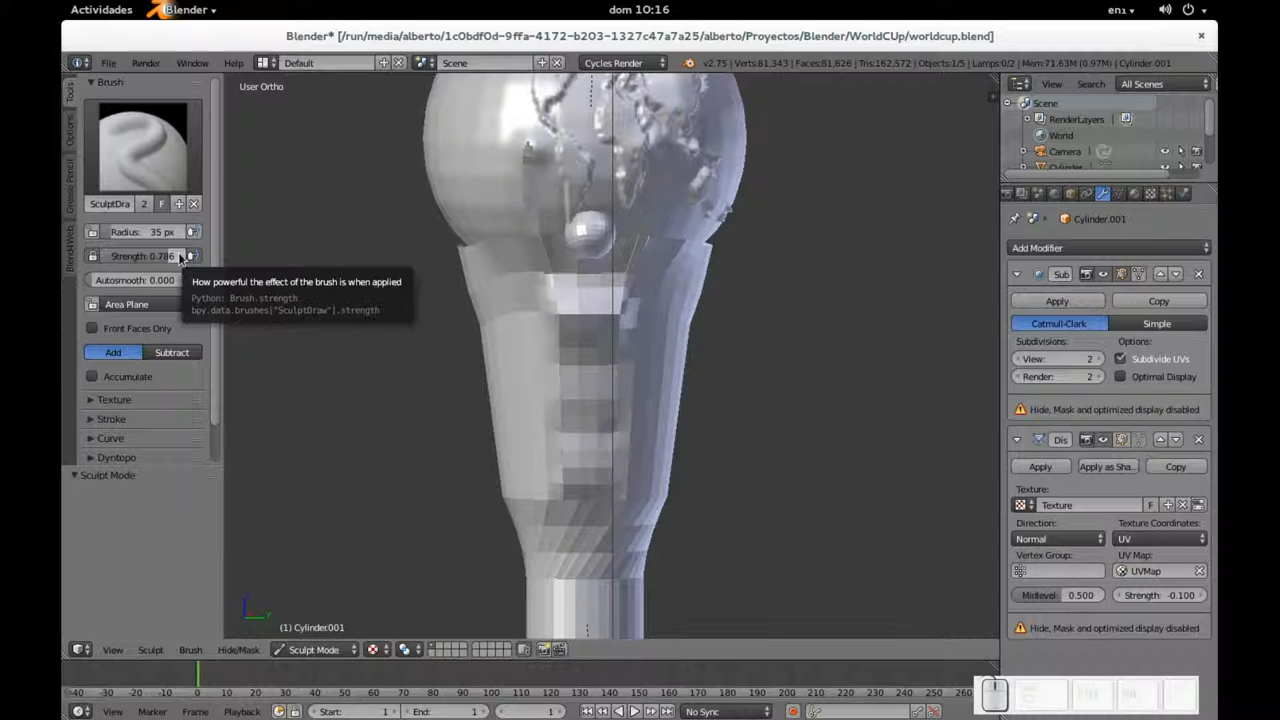 Actividades Blender dom 10:16 en1
Blender* [/run/media/alberto/1c0bdf0d-9ffa-4172-b203-1327c47a7a25/alberto/Proyectos/Blender/WorldCUp/worldcup.blend]
File Render Window Help Default Scene Cycles Render v2.75 | Verts:81,343 | Faces:81,626 | Tris:162,572 | Objects:1/5 | Lamps:0/2 | Mem:71.63M (0.97M) | Cylinder.001
Tools
Options
Grease Pencil
Blend4Web
Brush
SculptDra 2 F
Radius: 35 px
Strength: 0.786
Autosmooth: 0.000
Area Plane
Front Faces Only
Add Subtract
Accumulate
Texture
Stroke
Curve
Dyntopo
Sculpt Mode
User Ortho
How powerful the effect of the brush is when applied
Python: Brush.strength
bpy.data.brushes["SculptDraw"].strength
(1) Cylinder.001
View Search All Scenes
Scene
RenderLayers
World
Camera
Cylinder
Cylinder.001
Add Modifier
Sub
Apply Copy
Catmull-Clark Simple
Subdivisions: Options:
View: 2 Subdivide UVs
Render: 2 Optimal Display
Hide, Mask and optimized display disabled
Dis
Apply Apply as Sha.. Copy
Texture:
Texture F
Direction: Texture Coordinates:
Normal UV
Vertex Group: UV Map:
UVMap
Midlevel: 0.500 Strength: -0.100
Hide, Mask and optimized display disabled
View Sculpt Brush Hide/Mask Sculpt Mode
-40 -30 -20 -10 0 10 20 30 40 50 60 70 80 90 100 110 120 130 140 150 160 170 180 190 200 210 220 230 240 250 260
View Marker Frame Playback Start: 1 End: 1 1 No Sync